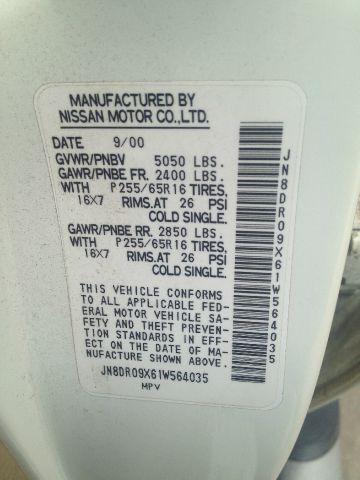 MANUFACTURED BY
NISSAN MOTOR CO.,LTD.
DATE 9/00
GVWR/PNBV 5050 LBS.
GAWR/PNBE FR. 2400 LBS.
WITH P255/65R16 TIRES,
16X7 RIMS.AT 26 PSI
COLD SINGLE.
GAWR/PNBE RR. 2850 LBS.
WITH P255/65R16 TIRES,
16X7 RIMS.AT 26 PSI
COLD SINGLE.
THIS VEHICLE CONFORMS
TO ALL APPLICABLE FED-
ERAL MOTOR VEHICLE SA-
FETY AND THEFT PREVEN-
TION STANDARDS IN EFF-
ECT ON THE DATE OF MA-
NUFACTURE SHOWN ABOVE.
JN8DR09X61W564035
MPV
JN8DR09X61W564035